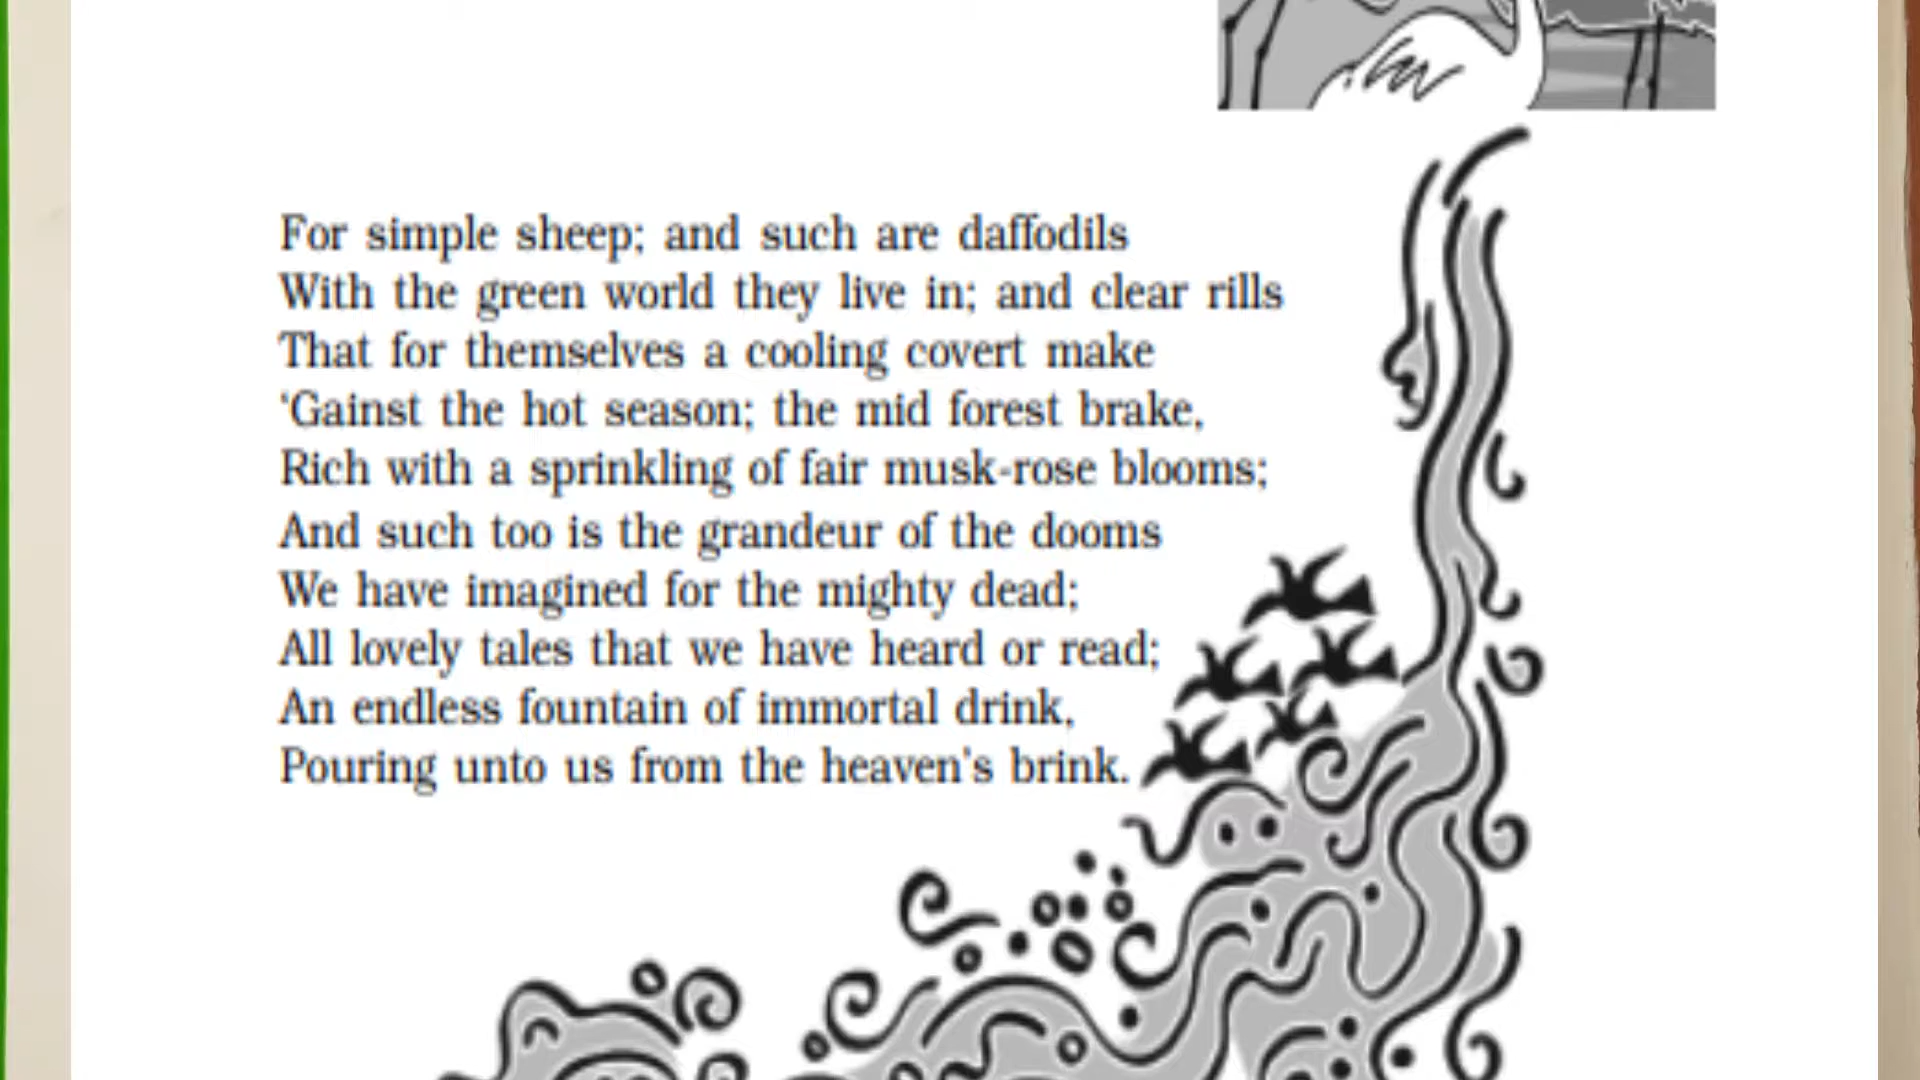 For simple sheep; and such are daffodils
With the green world they live in; and clear rills
That for themselves a cooling covert make
‘Gainst the hot season; the mid forest brake,
Rich with a sprinkling of fair musk-rose blooms;
And such too is the grandeur of the dooms
We have imagined for the mighty dead;
All lovely tales that we have heard or read;
An endless fountain of immortal drink,
Pouring unto us from the heaven's brink.